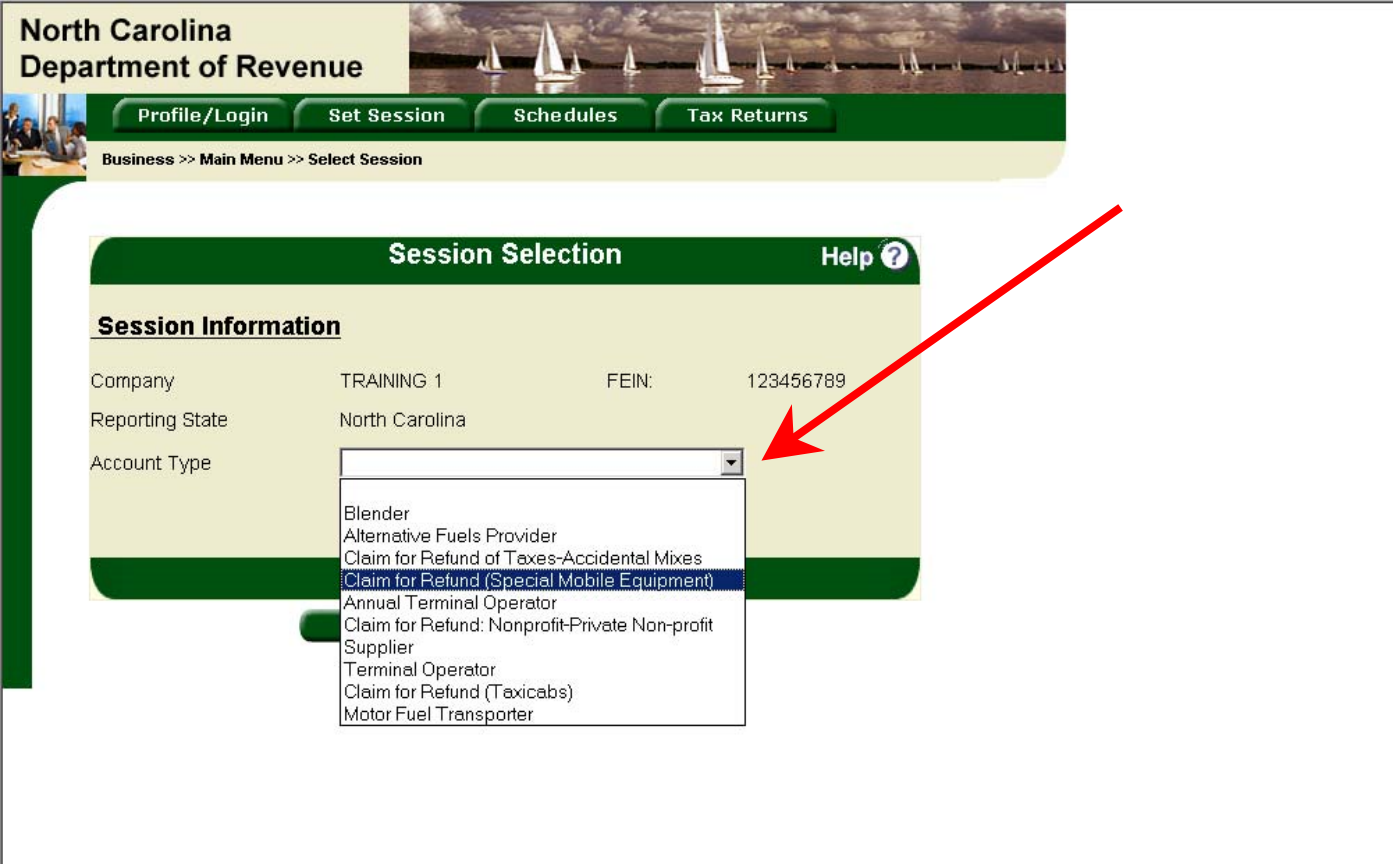 North Carolina
Department of Revenue
Profile/Login Set Session Schedules Tax Returns
Business >> Main Menu >> Select Session
Session Selection Help ?
Session Information
Company TRAINING 1 FEIN: 123456789
Reporting State North Carolina
Account Type
Blender
Alternative Fuels Provider
Claim for Refund of Taxes-Accidental Mixes
Claim for Refund (Special Mobile Equipment)
Annual Terminal Operator
Claim for Refund: Nonprofit-Private Non-profit
Supplier
Terminal Operator
Claim for Refund (Taxicabs)
Motor Fuel Transporter